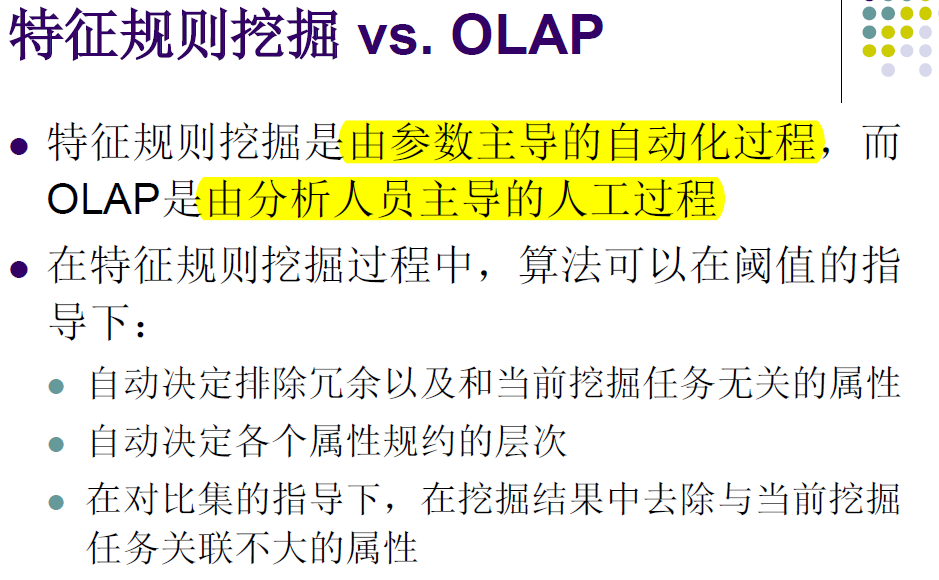 特征规则挖掘 vs. OLAP
特征规则挖掘是由参数主导的自动化过程，而
OLAP是由分析人员主导的人工过程
在特征规则挖掘过程中，算法可以在阈值的指
导下：
自动决定排除冗余以及和当前挖掘任务无关的属性
自动决定各个属性规约的层次
在对比集的指导下，在挖掘结果中去除与当前挖掘
任务关联不大的属性